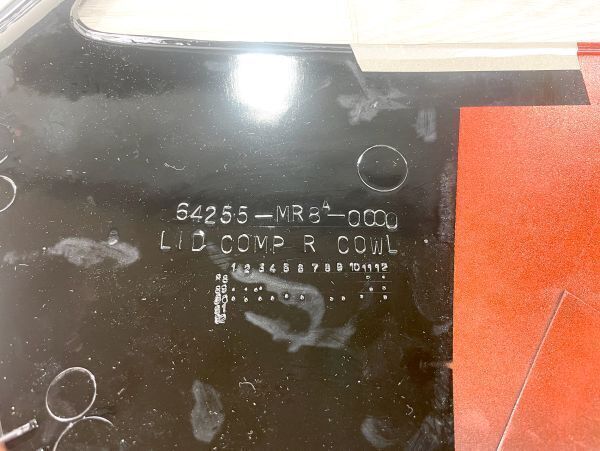 64255-MR8A-0000
LID COMP R COWL
1 2 3 4 5 6 7 8 9 10 11 12